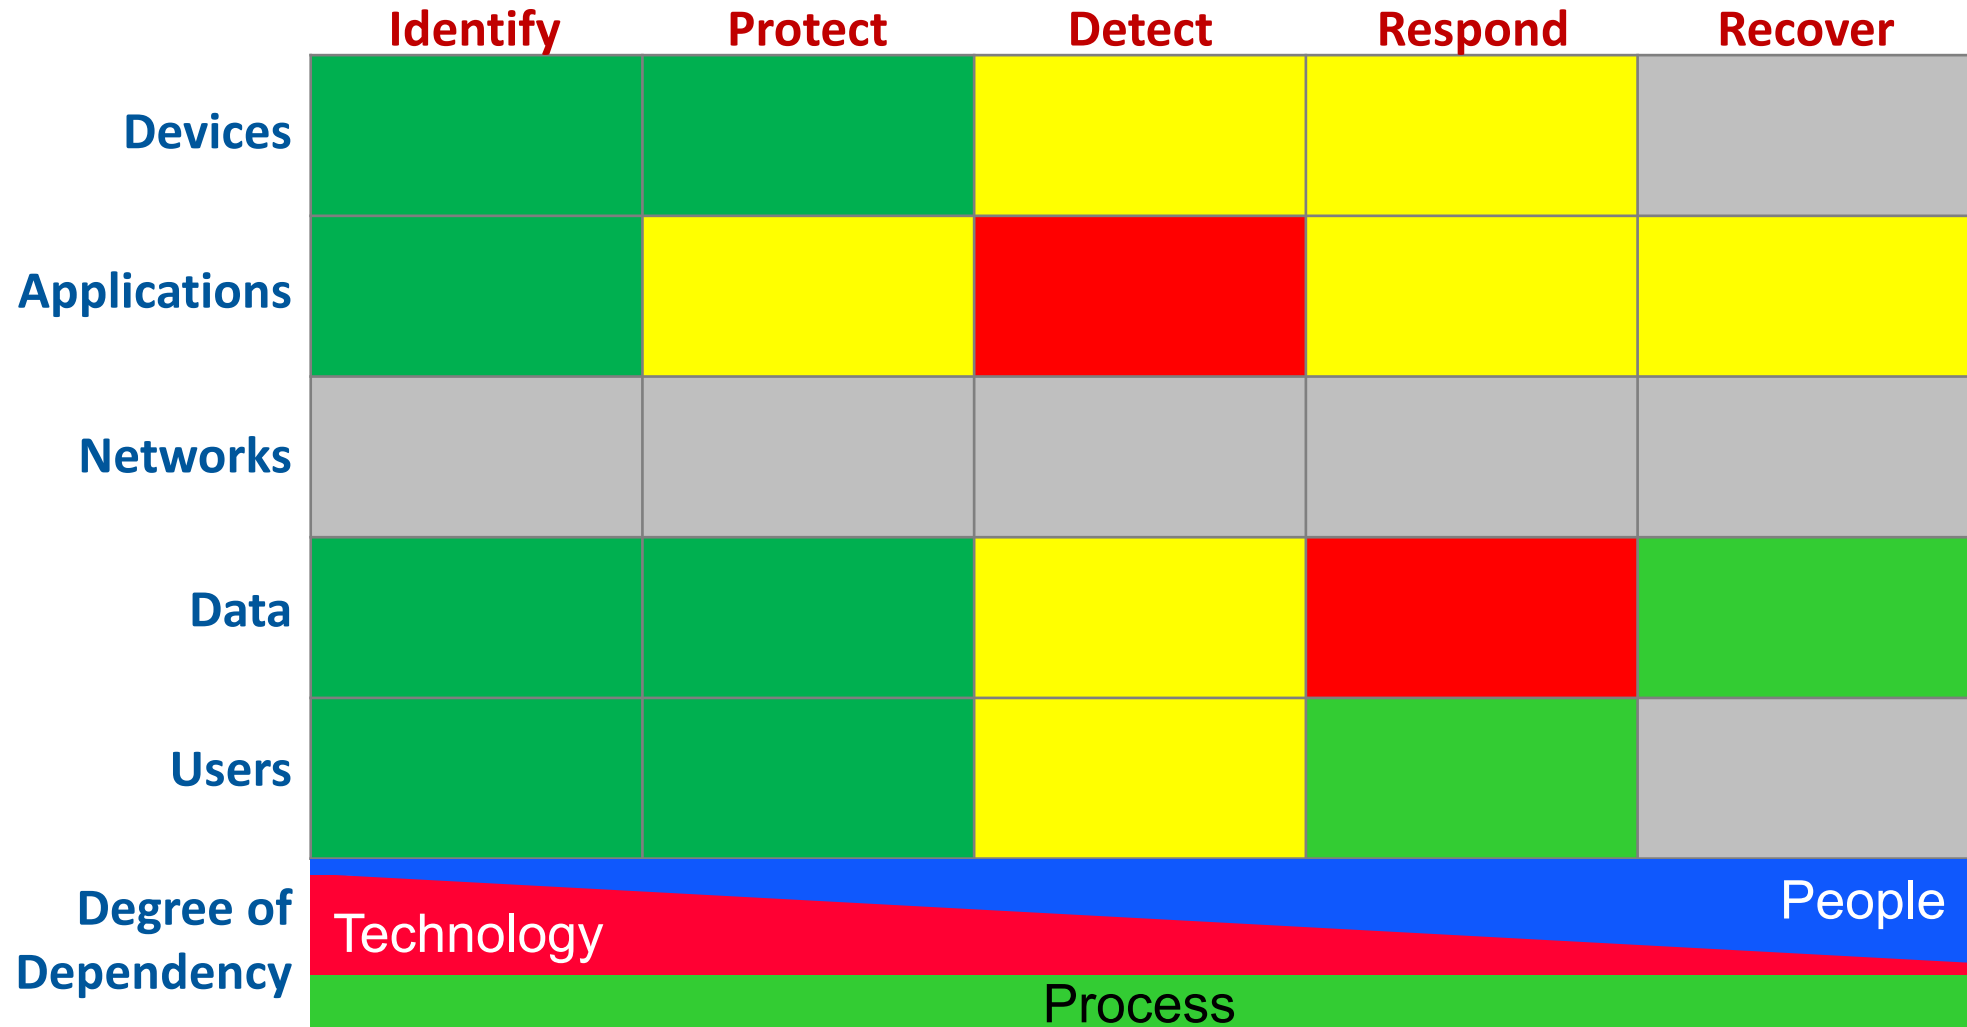 Identify Protect Detect Respond Recover
Devices
Applications
Networks
Data
Users
Degree of
Dependency
Technology
People
Process